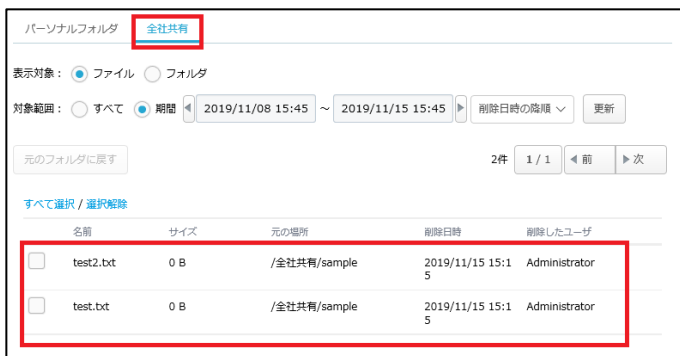 パーソナルフォルダ 全社共有
表示対象： ファイル フォルダ
対象範囲： すべて 期間 2019/11/08 15:45 ～ 2019/11/15 15:45 削除日時の降順 更新
元のフォルダに戻す 2件 1 / 1 前 次
すべて選択 / 選択解除
名前 サイズ 元の場所 削除日時 削除したユーザ
test2.txt 0 B /全社共有/sample 2019/11/15 15:1 Administrator
5
test.txt 0 B /全社共有/sample 2019/11/15 15:1 Administrator
5